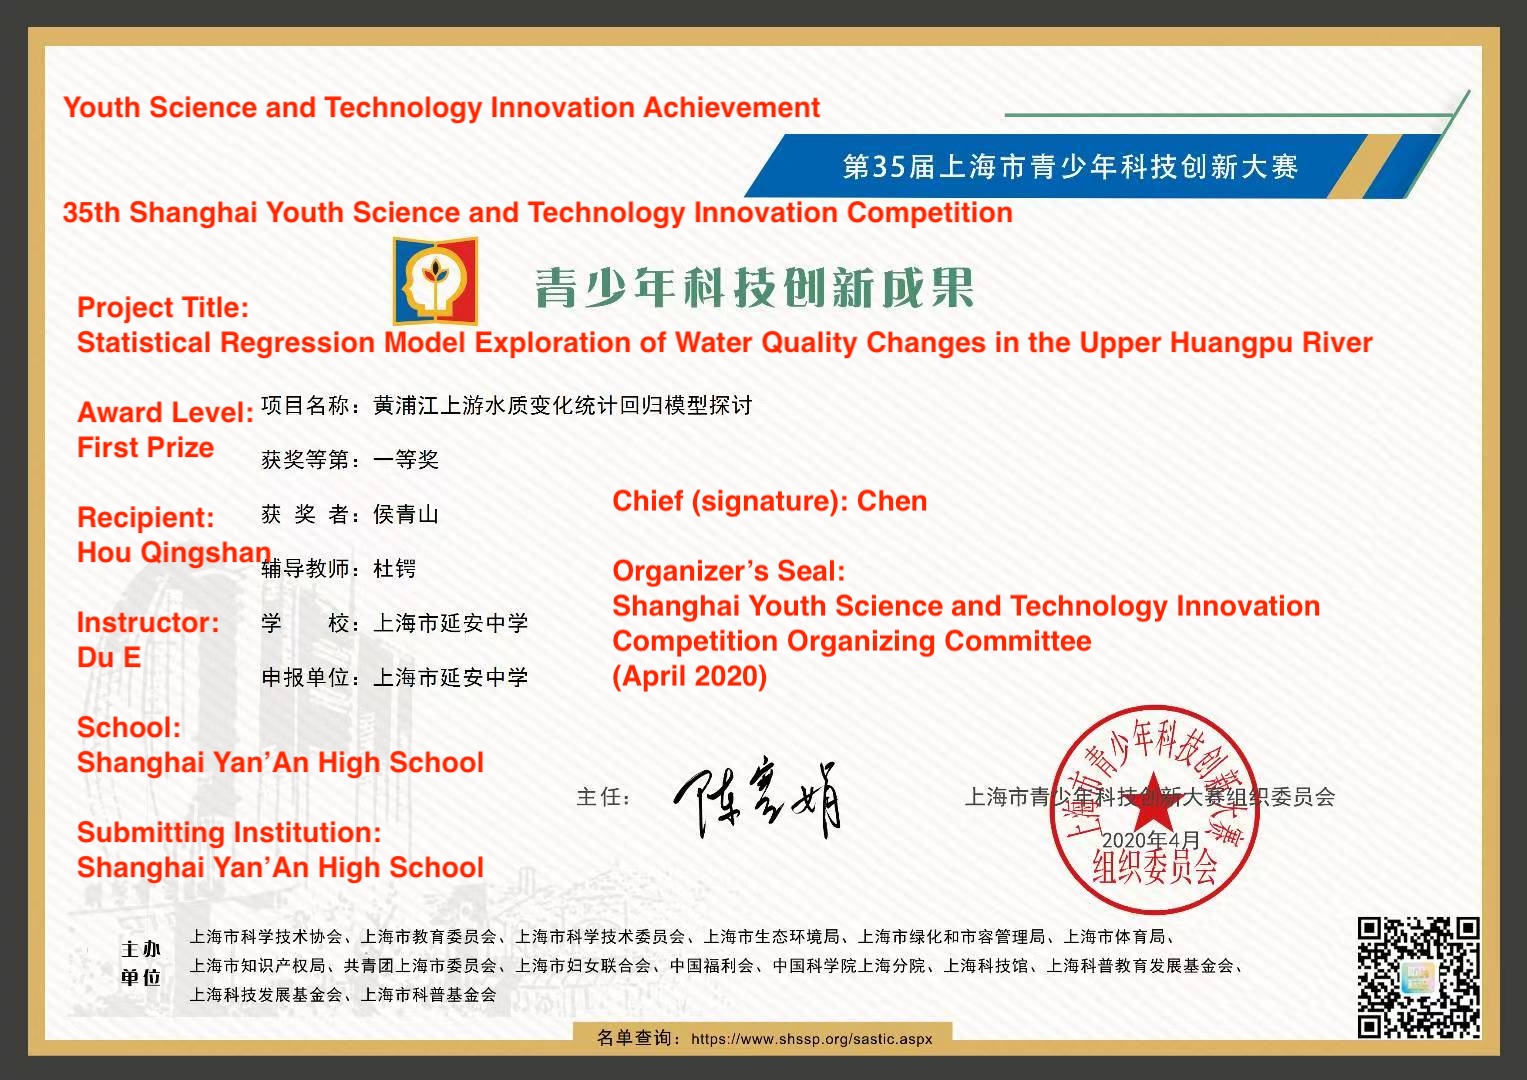 Youth Science and Technology Innovation Achievement
第35届上海市青少年科技创新大赛
35th Shanghai Youth Science and Technology Innovation Competition
青少年科技创新成果
Project Title:
Statistical Regression Model Exploration of Water Quality Changes in the Upper Huangpu River
项目名称：黄浦江上游水质变化统计回归模型探讨
Award Level:
First Prize
获奖等第：一等奖
Recipient:
Hou Qingshan
获 奖 者：侯青山
辅导教师：杜锷
Instructor:
Du E
学 校：上海市延安中学
申报单位：上海市延安中学
School:
Shanghai Yan’An High School
Submitting Institution:
Shanghai Yan’An High School
Chief (signature): Chen
Organizer’s Seal:
Shanghai Youth Science and Technology Innovation
Competition Organizing Committee
(April 2020)
主任：
上海市青少年科技创新大赛组织委员会
2020年4月
上海市青少年科技创新大赛
组织委员会
主办
单位
上海市科学技术协会、上海市教育委员会、上海市科学技术委员会、上海市生态环境局、上海市绿化和市容管理局、上海市体育局、
上海市知识产权局、共青团上海市委员会、上海市妇女联合会、中国福利会、中国科学院上海分院、上海科技馆、上海科普教育发展基金会、
上海科技发展基金会、上海市科普基金会
名单查询：https://www.shssp.org/sastic.aspx